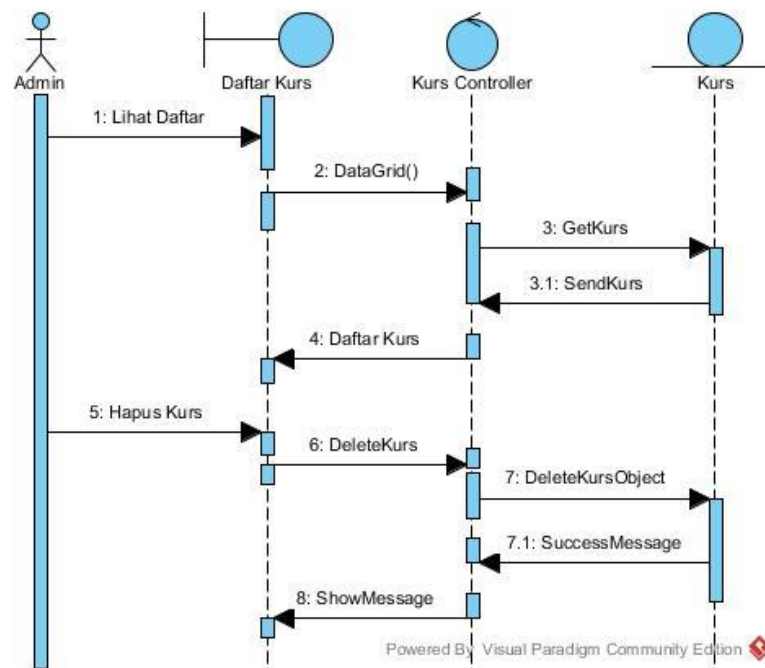 Admin
Daftar Kurs
Kurs Controller
Kurs
1: Lihat Daftar
2: DataGrid()
3: GetKurs
3.1: SendKurs
4: Daftar Kurs
5: Hapus Kurs
6: DeleteKurs
7: DeleteKursObject
7.1: SuccessMessage
8: ShowMessage
Powered By Visual Paradigm Community Edition